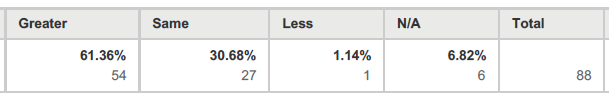 Greater Same Less N/A Total
61.36% 30.68% 1.14% 6.82%
54 27 1 6 88